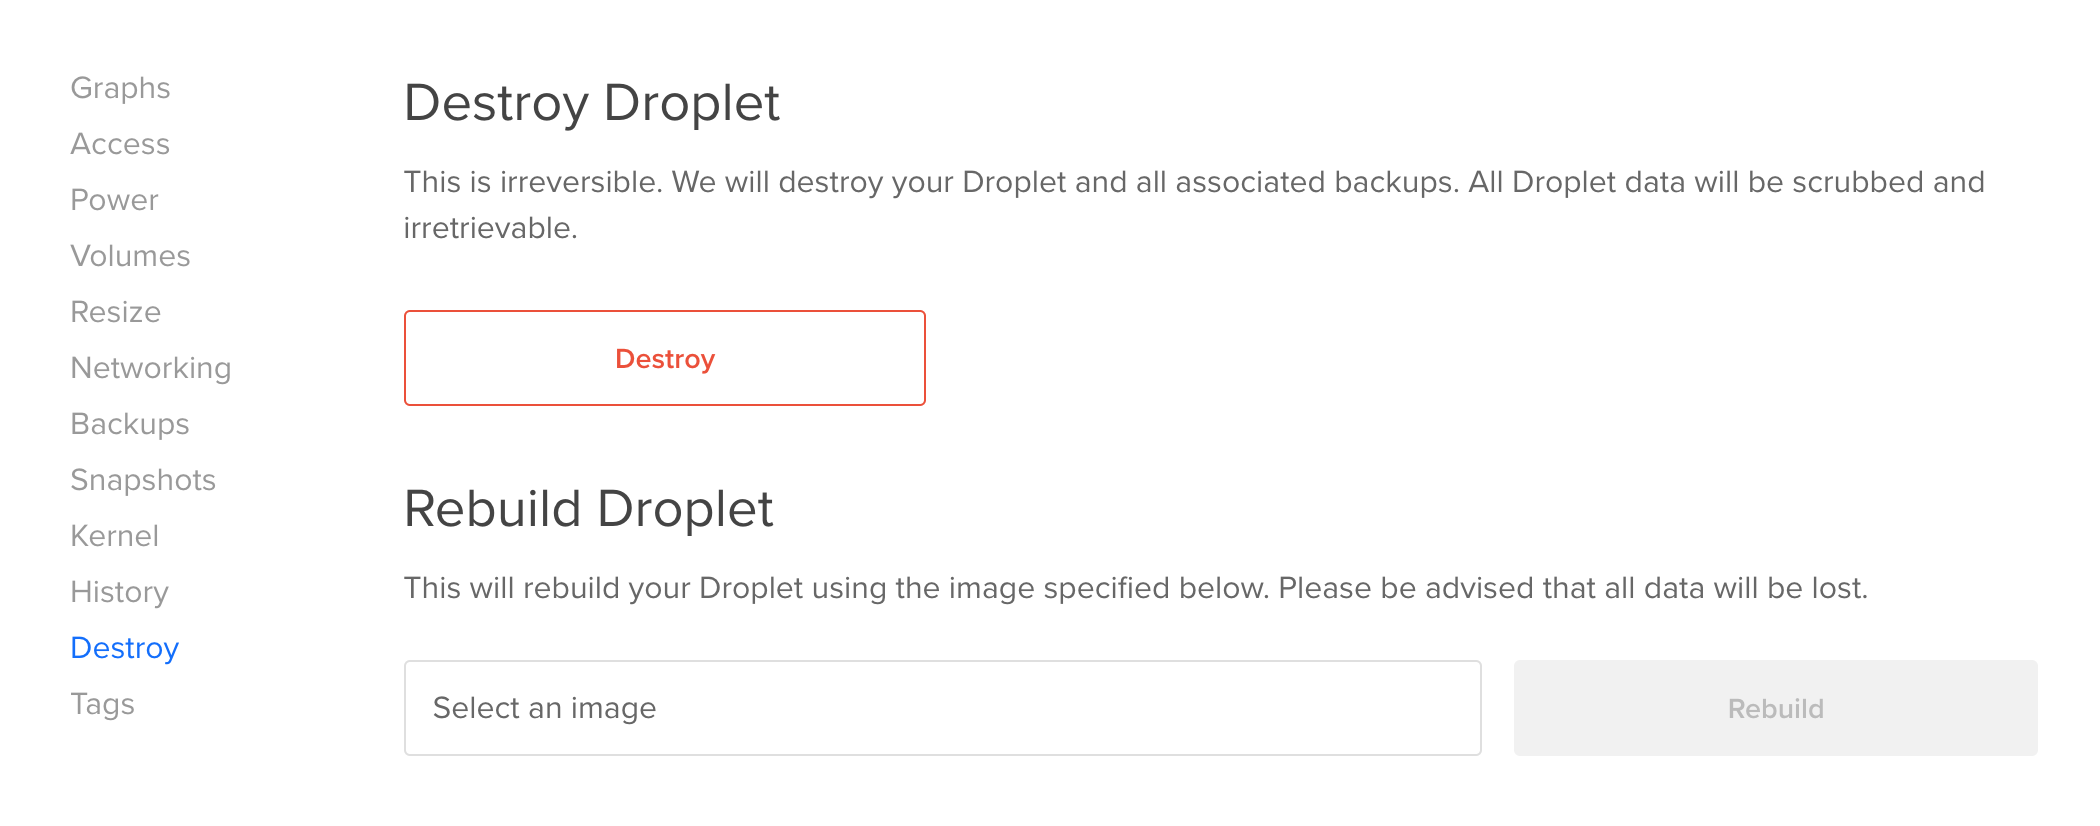 Graphs
Access
Power
Volumes
Resize
Networking
Backups
Snapshots
Kernel
History
Destroy
Tags
Destroy Droplet
This is irreversible. We will destroy your Droplet and all associated backups. All Droplet data will be scrubbed and
irretrievable.
Destroy
Rebuild Droplet
This will rebuild your Droplet using the image specified below. Please be advised that all data will be lost.
Select an image
Rebuild